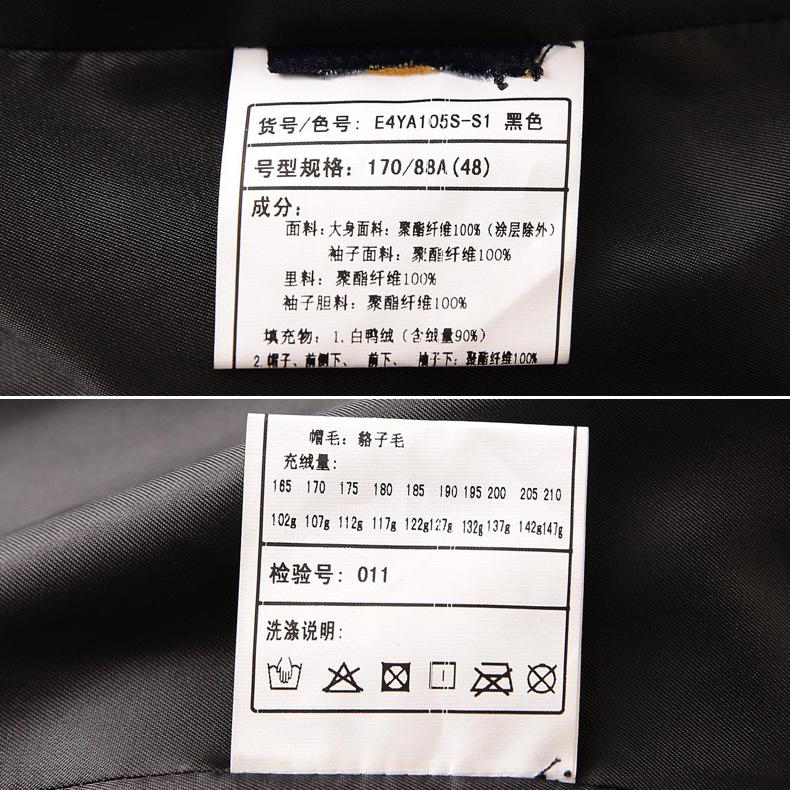 货号/色号: E4YA105S-S1 黑色
号型规格: 170/88A(48)
成分:
面料: 大身面料: 聚酯纤维100% (涂层除外)
袖子面料: 聚酯纤维100%
里料: 聚酯纤维100%
袖子胆料: 聚酯纤维100%
填充物: 1.白鸭绒 (含绒量90%)
2.帽子、前侧下、 前下、 袖子下: 聚酯纤维100%
帽毛: 貉子毛
充绒量:
165 170 175 180 185 190 195 200 205 210
102g 107g 112g 117g 122g 127g 132g 137g 142g 147g
检验号: 011
洗涤说明: